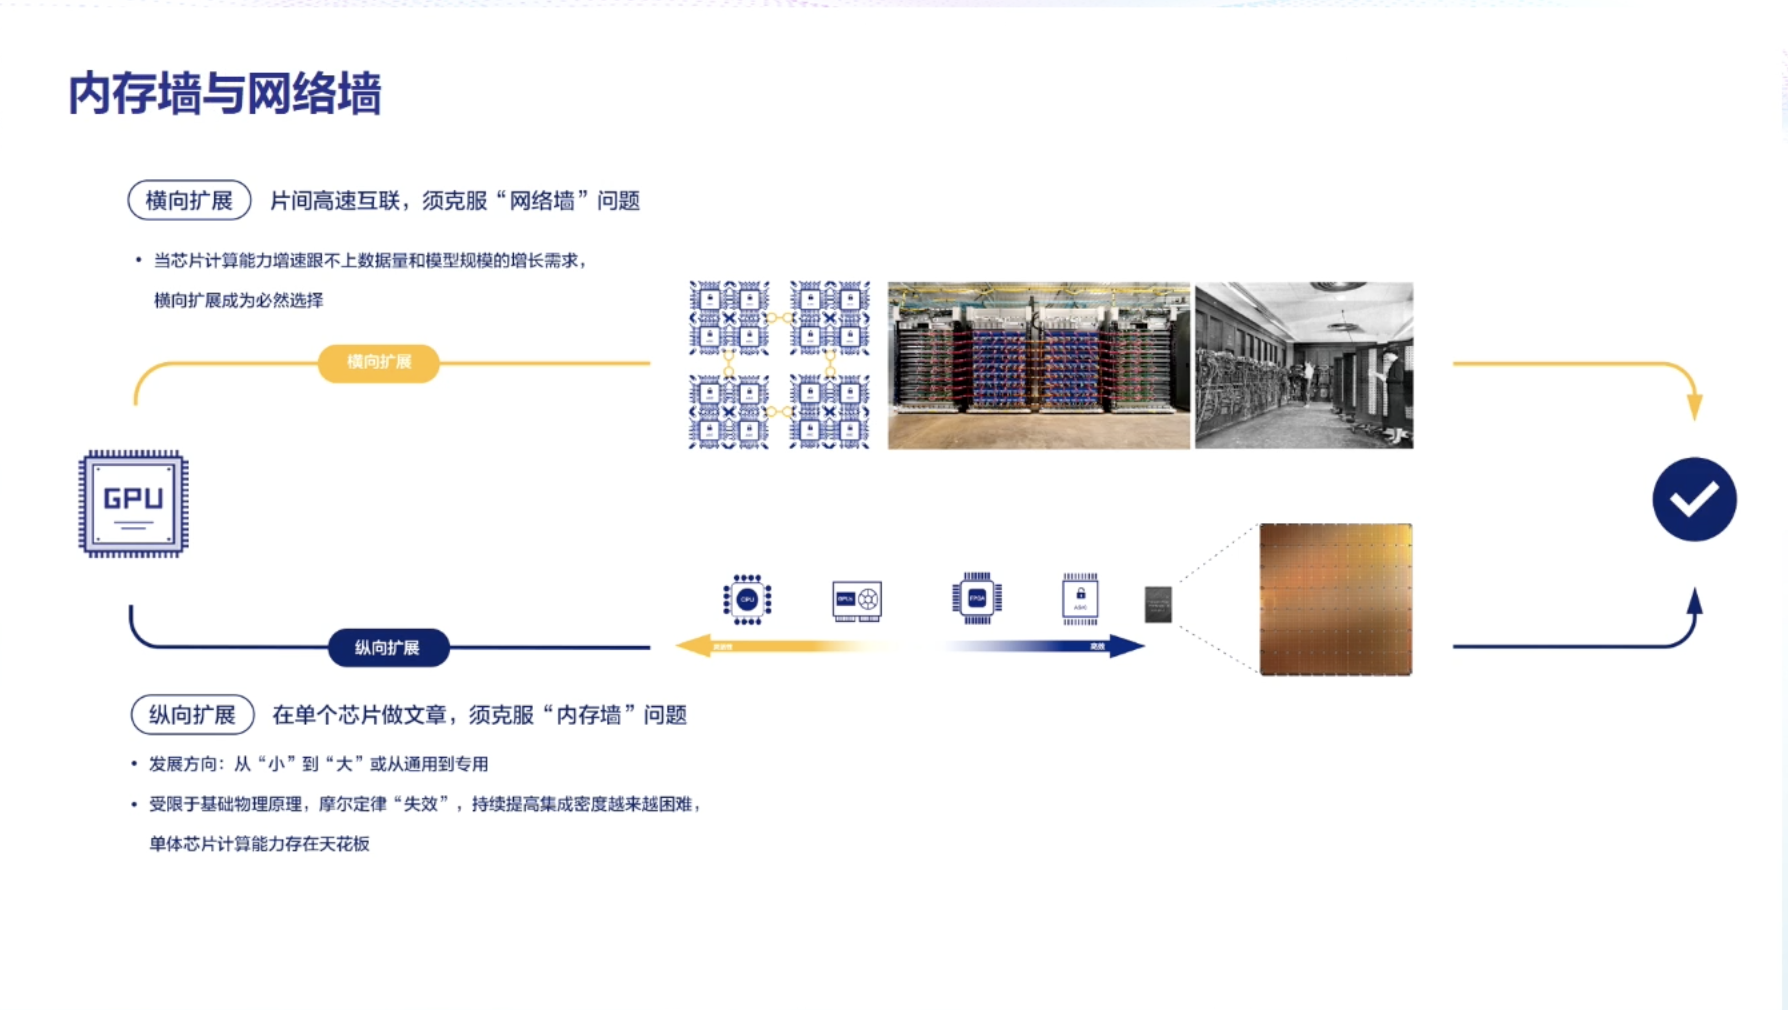 内存墙与网络墙
横向扩展
片间高速互联，须克服“网络墙”问题
• 当芯片计算能力增速跟不上数据量和模型规模的增长需求，
横向扩展成为必然选择
横向扩展
GPU
CPU
GPUs
FPGA
ASIC
纵向扩展
高效
纵向扩展
在单个芯片做文章，须克服“内存墙”问题
• 发展方向：从“小”到“大”或从通用到专用
• 受限于基础物理原理，摩尔定律“失效”，持续提高集成密度越来越困难，
单体芯片计算能力存在天花板